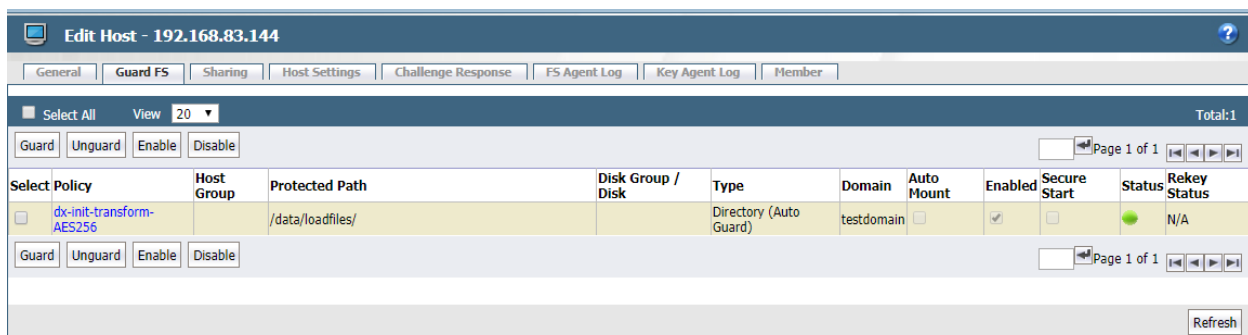 Edit Host - 192.168.83.144
?
General Guard FS Sharing Host Settings Challenge Response FS Agent Log Key Agent Log Member
Select All View 20 Total:1
Guard Unguard Enable Disable Page 1 of 1
Select Policy Host Group Protected Path Disk Group / Disk Type Domain Auto Mount Enabled Secure Start Status Rekey Status
dx-init-transform-AES256 /data/loadfiles/ Directory (Auto Guard) testdomain N/A
Guard Unguard Enable Disable Page 1 of 1
Refresh